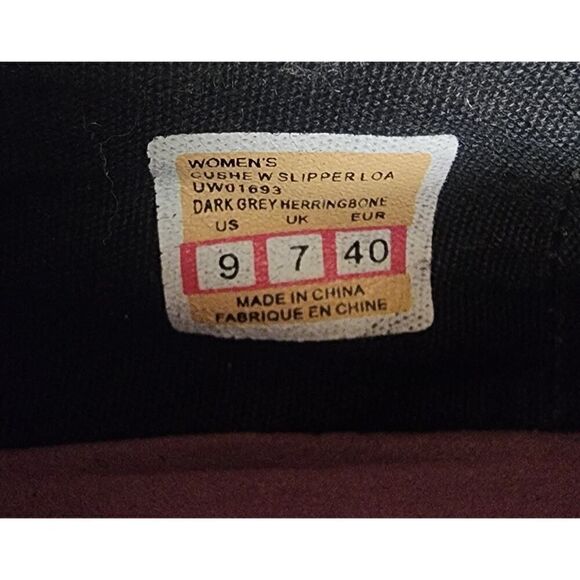 WOMEN'S
CUSHE W SLIPPER LOA
UW01693
DARK GREY HERRINGBONE
US UK EUR
9 7 40
MADE IN CHINA
FABRIQUE EN CHINE